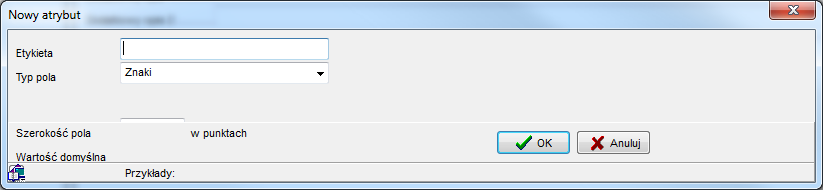 Nowy atrybut
Etykieta
Typ pola Znaki
Szerokość pola w punktach
OK Anuluj
Wartość domyślna
Przykłady: